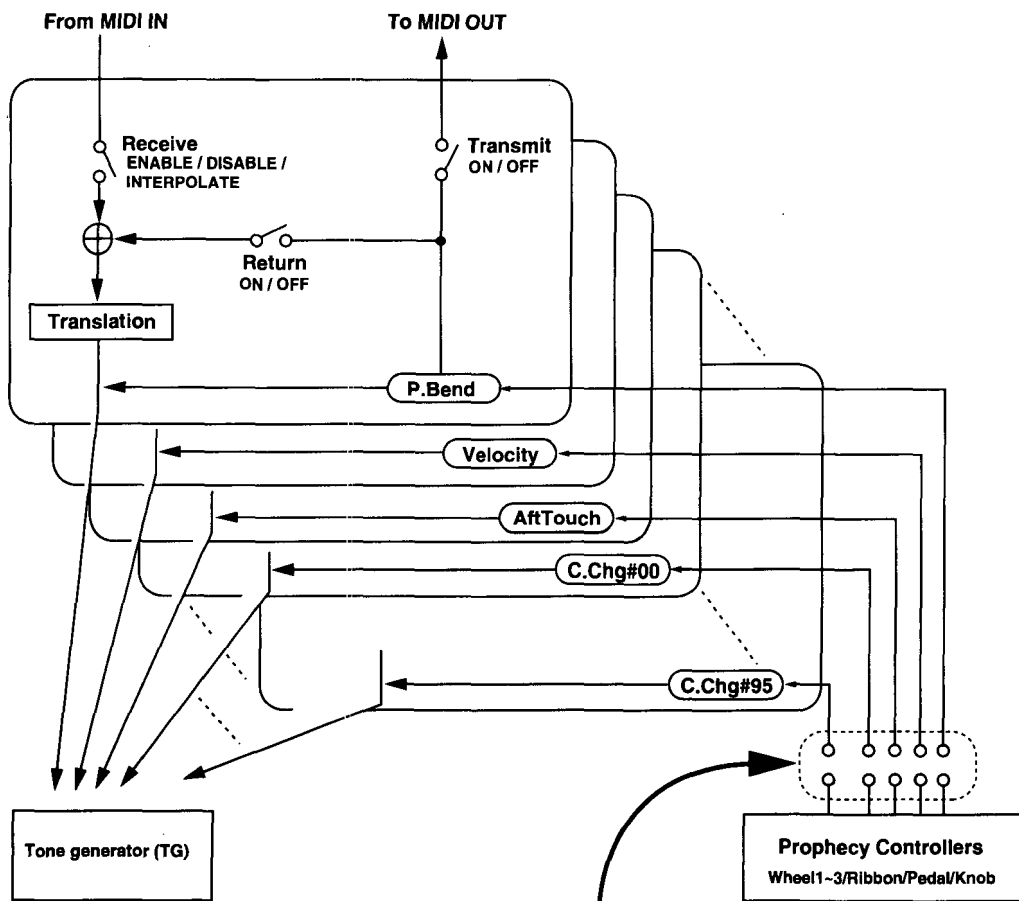 From MIDI IN
To MIDI OUT
Receive
ENABLE / DISABLE /
INTERPOLATE
Transmit
ON / OFF
Return
ON / OFF
Translation
P.Bend
Velocity
AftTouch
C.Chg#00
C.Chg#95
Tone generator (TG)
Prophecy Controllers
Wheel1~3/Ribbon/Pedal/Knob